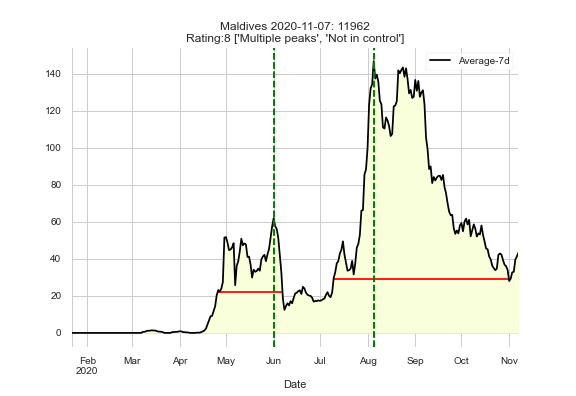 Maldives 2020-11-07: 11962
Rating:8 ['Multiple peaks', 'Not in control']
Average-7d
140
120
100
80
60
40
20
0
Feb Mar Apr May Jun Jul Aug Sep Oct Nov
2020
Date